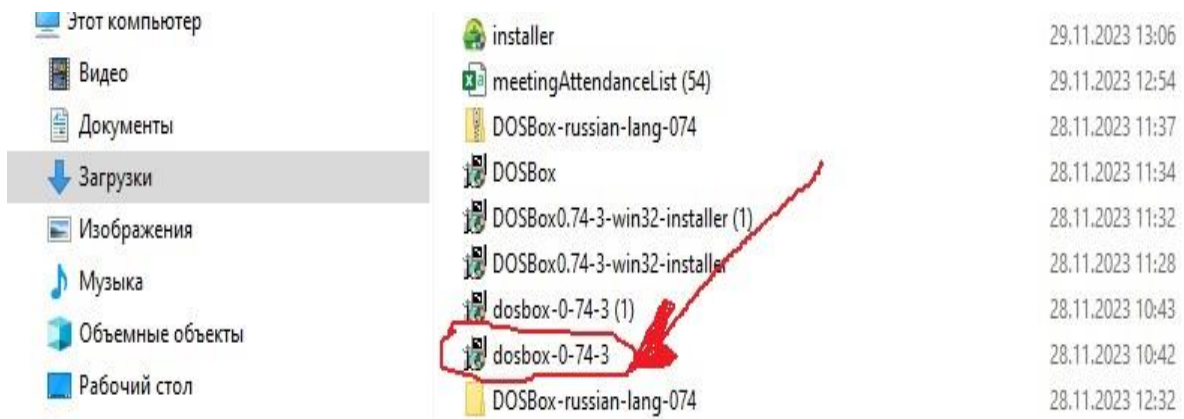 Этот компьютер
Видео
Документы
Загрузки
Изображения
Музыка
Объемные объекты
Рабочий стол
installer 29.11.2023 13:06
meetingAttendanceList (54) 29.11.2023 12:54
DOSBox-russian-lang-074 28.11.2023 11:37
DOSBox 28.11.2023 11:34
DOSBox0.74-3-win32-installer (1) 28.11.2023 11:32
DOSBox0.74-3-win32-installer 28.11.2023 11:28
dosbox-0-74-3 (1) 28.11.2023 10:43
dosbox-0-74-3 28.11.2023 10:42
DOSBox-russian-lang-074 28.11.2023 12:32